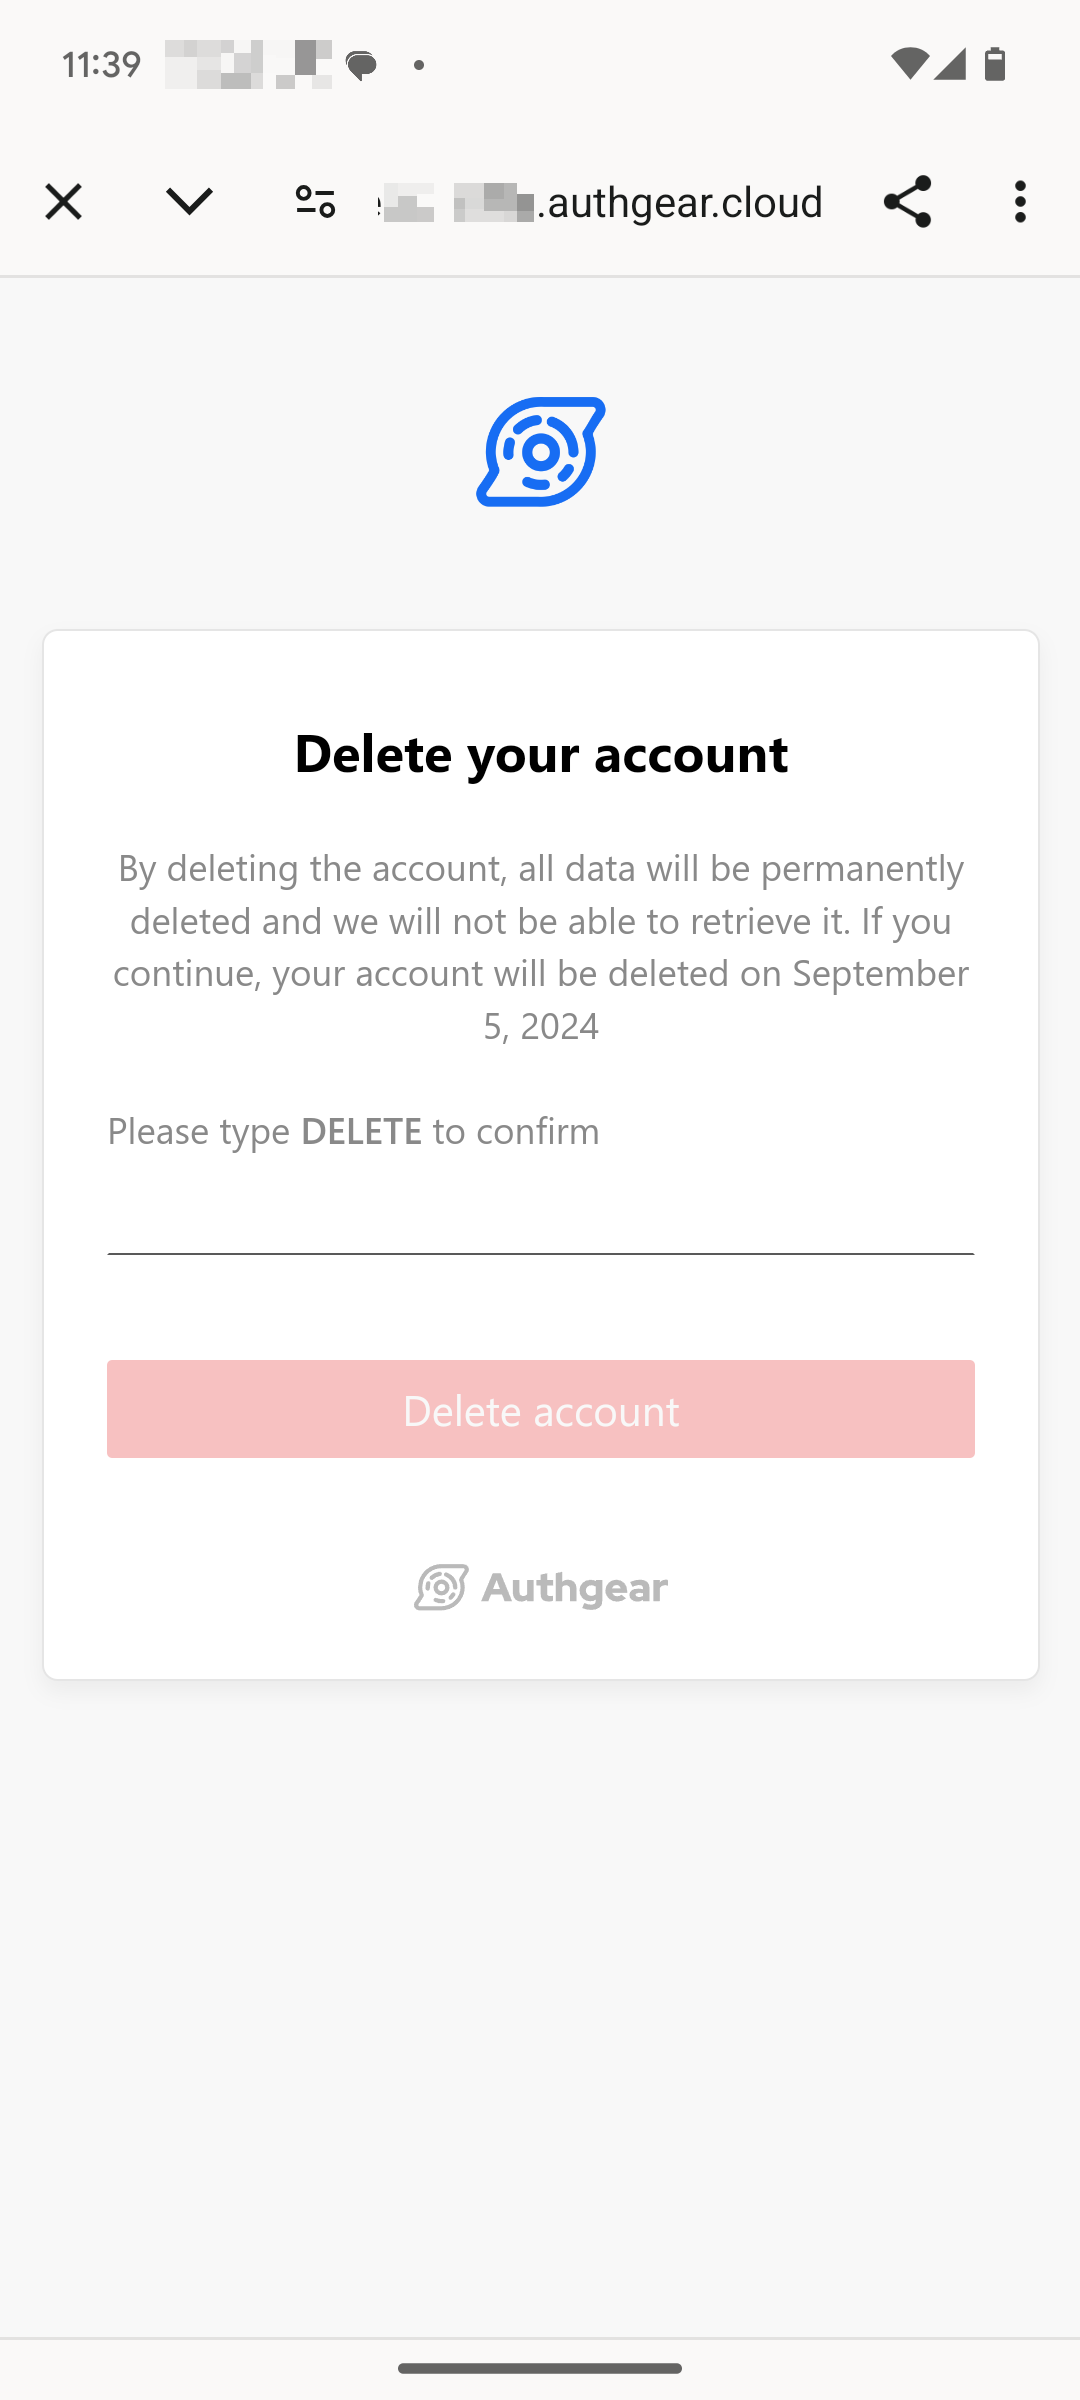 11:39
.authgear.cloud
Delete your account
By deleting the account, all data will be permanently
deleted and we will not be able to retrieve it. If you
continue, your account will be deleted on September
5, 2024
Please type DELETE to confirm
Delete account
Authgear